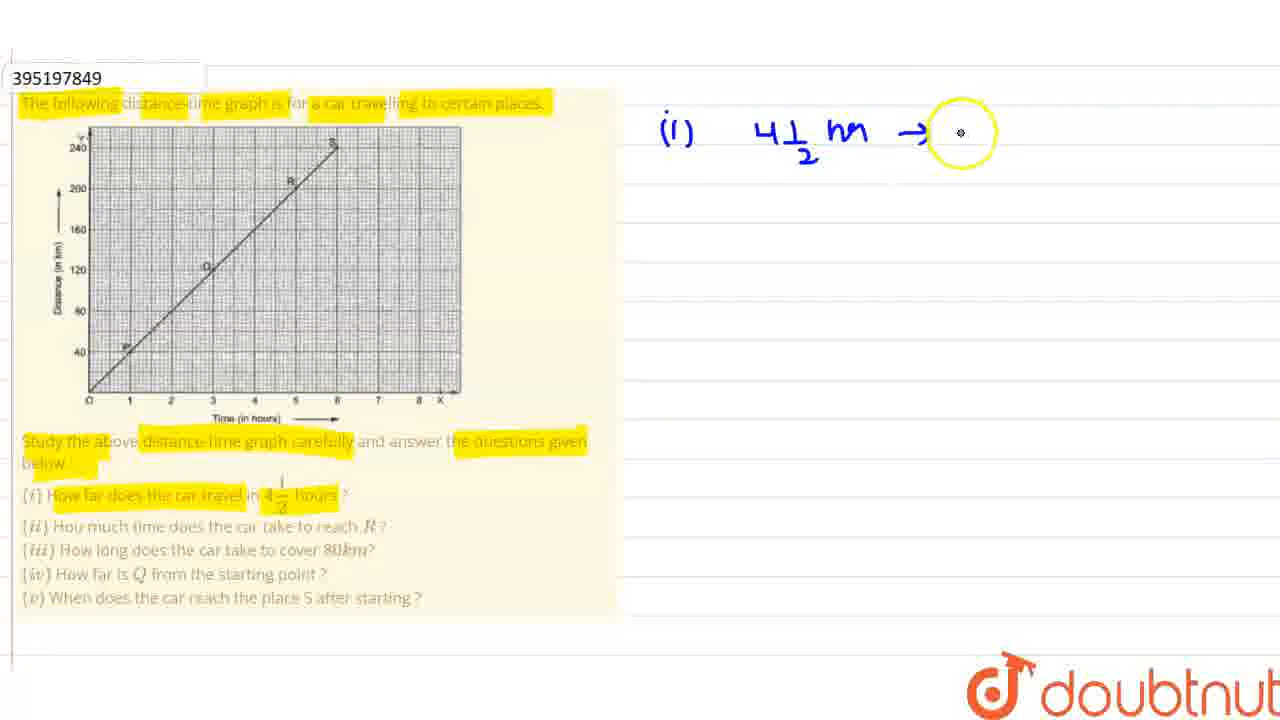 395197849
The following distance-time graph is for a car travelling to certain places.
(i) 4 1/2 hr →
Y
240
200
160
120
80
40
S
R
Q
P
Distance (in km)
O 1 2 3 4 5 6 7 8 X
Time (in hours)
Study the above distance-time graph carefully and answer the questions given
below :
(i) How far does the car travel in 4 1/2 hours ?
(ii) Hou much time does the car take to reach R ?
(iii) How long does the car take to cover 80km?
(iv) How far is Q from the starting point ?
(v) When does the car reach the place S after starting ?
doubtnut